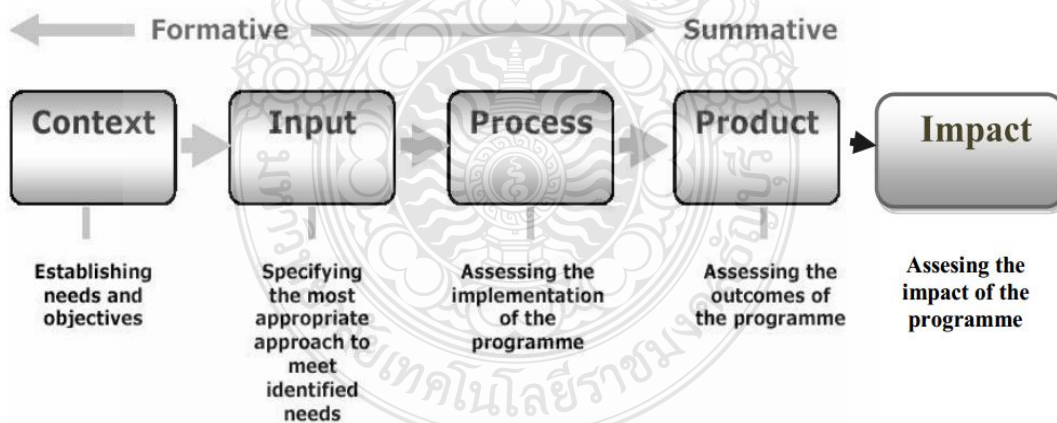 Formative
Summative
Context
Input
Process
Product
Impact
Establishing
needs and
objectives
Specifying
the most
appropriate
approach to
meet
identified
needs
Assessing the
implementation
of the
programme
Assessing the
outcomes of
the programme
Assesing the
impact of the
programme